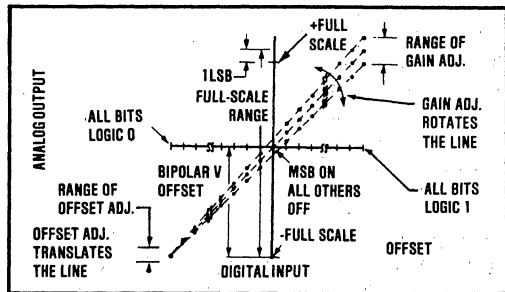 +FULL
SCALE
RANGE OF
GAIN ADJ.
1LSB
FULL-SCALE
RANGE
ANALOG OUTPUT
ALL BITS
LOGIC 0
GAIN ADJ.
ROTATES
THE LINE
BIPOLAR V
OFFSET
MSB ON
ALL OTHERS
OFF
ALL BITS
LOGIC 1
RANGE OF
OFFSET ADJ.
OFFSET ADJ.
TRANSLATES
THE LINE
-FULL SCALE
OFFSET
DIGITAL INPUT